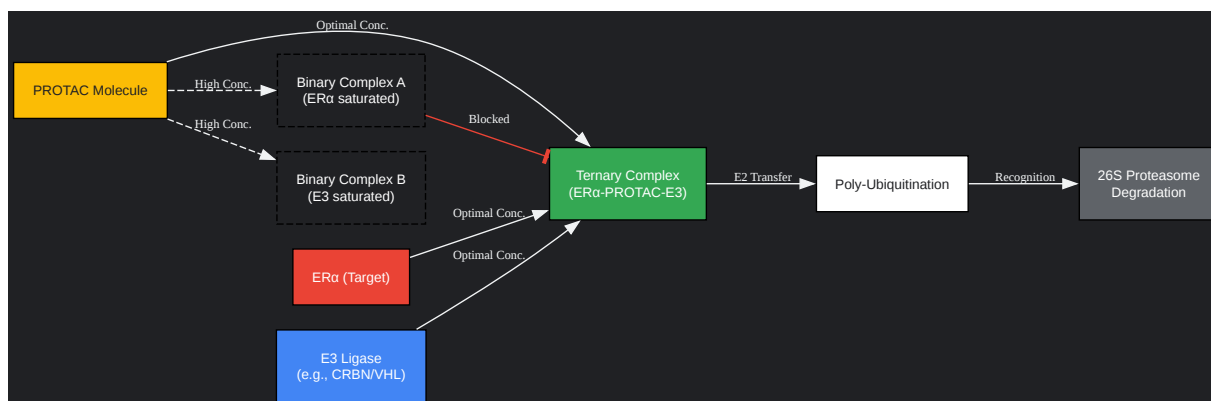 Optimal Conc.
PROTAC Molecule
High Conc.
High Conc.
Binary Complex A
(ERα saturated)
Blocked
Binary Complex B
(E3 saturated)
Optimal Conc.
Optimal Conc.
ERα (Target)
E3 Ligase
(e.g., CRBN/VHL)
Ternary Complex
(ERα-PROTAC-E3)
E2 Transfer
Poly-Ubiquitination
Recognition
26S Proteasome
Degradation